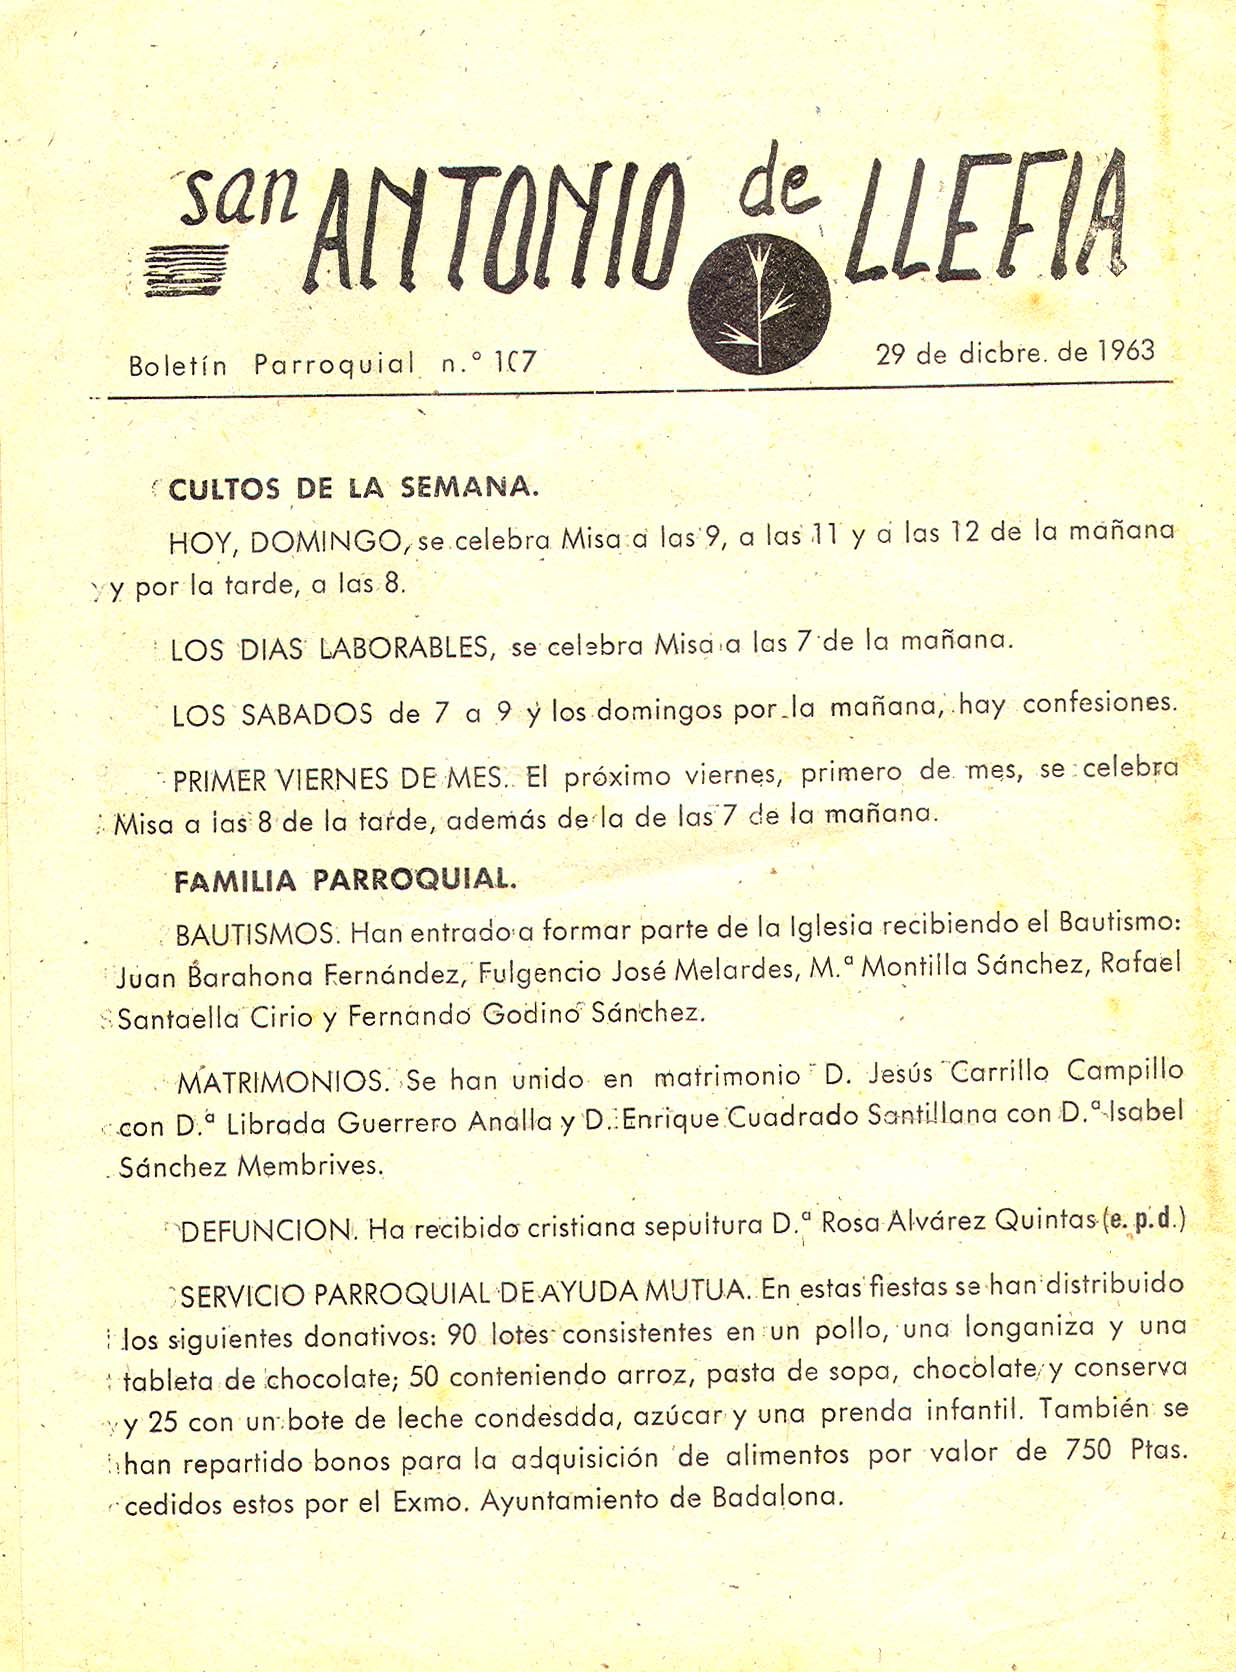 san ANTONIO de LLEFIA
Boletín Parroquial n.º 107
29 de dicbre. de 1963
CULTOS DE LA SEMANA.
HOY, DOMINGO, se celebra Misa a las 9, a las 11 y a las 12 de la mañana
y por la tarde, a las 8.
LOS DIAS LABORABLES, se celebra Misa a las 7 de la mañana.
LOS SABADOS de 7 a 9 y los domingos por la mañana, hay confesiones.
PRIMER VIERNES DE MES. El próximo viernes, primero de mes, se celebra
Misa a las 8 de la tarde, además de la de las 7 de la mañana.
FAMILIA PARROQUIAL.
BAUTISMOS. Han entrado a formar parte de la Iglesia recibiendo el Bautismo:
Juan Barahona Fernández, Fulgencio José Melardes, M.ª Montilla Sánchez, Rafael
Santaella Cirio y Fernando Godino Sánchez.
MATRIMONIOS. Se han unido en matrimonio D. Jesús Carrillo Campillo
con D.ª Librada Guerrero Analla y D. Enrique Cuadrado Santillana con D.ª Isabel
Sánchez Membrives.
DEFUNCION. Ha recibido cristiana sepultura D.ª Rosa Alvárez Quintas (e. p. d.)
SERVICIO PARROQUIAL DE AYUDA MUTUA. En estas fiestas se han distribuido
los siguientes donativos: 90 lotes consistentes en un pollo, una longaniza y una
tableta de chocolate; 50 conteniendo arroz, pasta de sopa, chocolate y conserva
y 25 con un bote de leche condesdda, azúcar y una prenda infantil. También se
han repartido bonos para la adquisición de alimentos por valor de 750 Ptas.
cedidos estos por el Exmo. Ayuntamiento de Badalona.